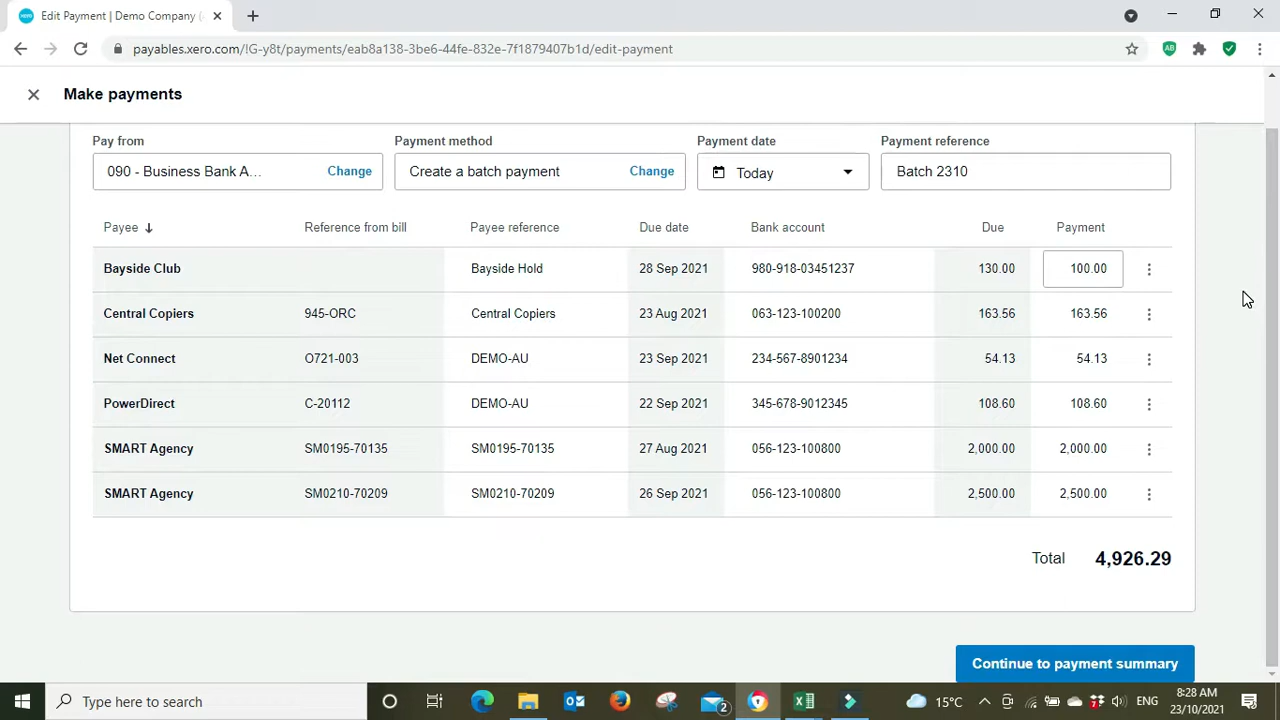 Edit Payment | Demo Company (
payables.xero.com/IG-y8t/payments/eab8a138-3be6-44fe-832e-7f1879407b1d/edit-payment
AB
Make payments
Pay from Payment method Payment date Payment reference
090 - Business Bank A... Change Create a batch payment Change Today Batch 2310
Payee Reference from bill Payee reference Due date Bank account Due Payment
Bayside Club Bayside Hold 28 Sep 2021 980-918-03451237 130.00 100.00
Central Copiers 945-ORC Central Copiers 23 Aug 2021 063-123-100200 163.56 163.56
Net Connect O721-003 DEMO-AU 23 Sep 2021 234-567-8901234 54.13 54.13
PowerDirect C-20112 DEMO-AU 22 Sep 2021 345-678-9012345 108.60 108.60
SMART Agency SM0195-70135 SM0195-70135 27 Aug 2021 056-123-100800 2,000.00 2,000.00
SMART Agency SM0210-70209 SM0210-70209 26 Sep 2021 056-123-100800 2,500.00 2,500.00
Total 4,926.29
Continue to payment summary
Type here to search 2 15°C 7 ENG 8:28 AM
23/10/2021